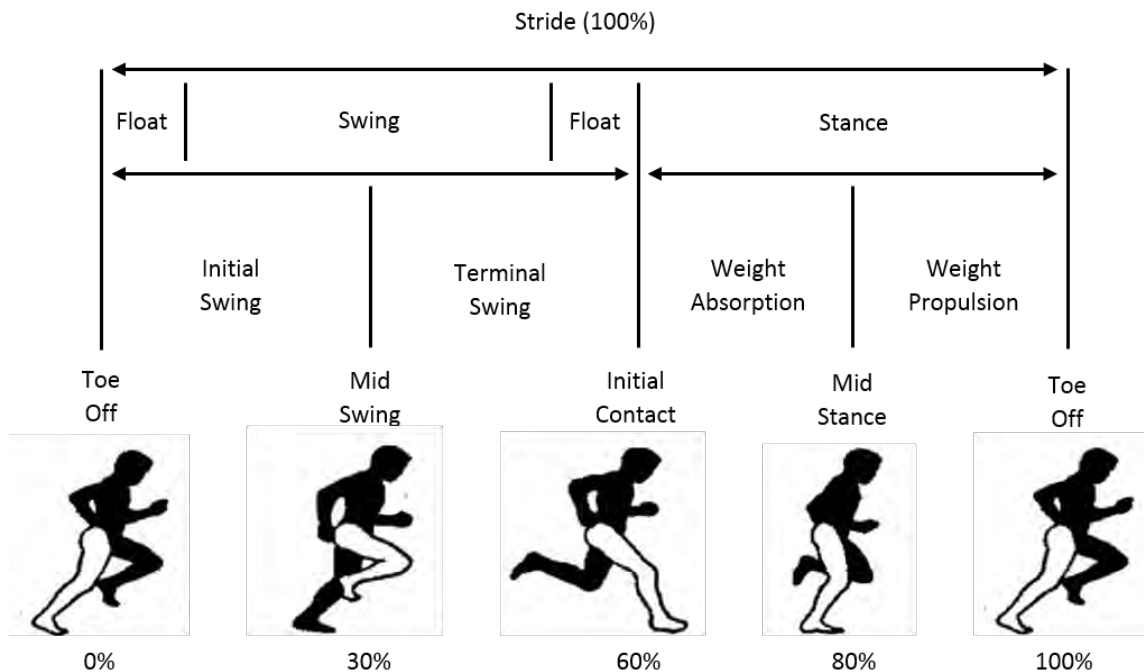 Stride (100%)
Float
Swing
Float
Stance
Initial
Swing
Terminal
Swing
Weight
Absorption
Weight
Propulsion
Toe
Off
Mid
Swing
Initial
Contact
Mid
Stance
Toe
Off
0%
30%
60%
80%
100%